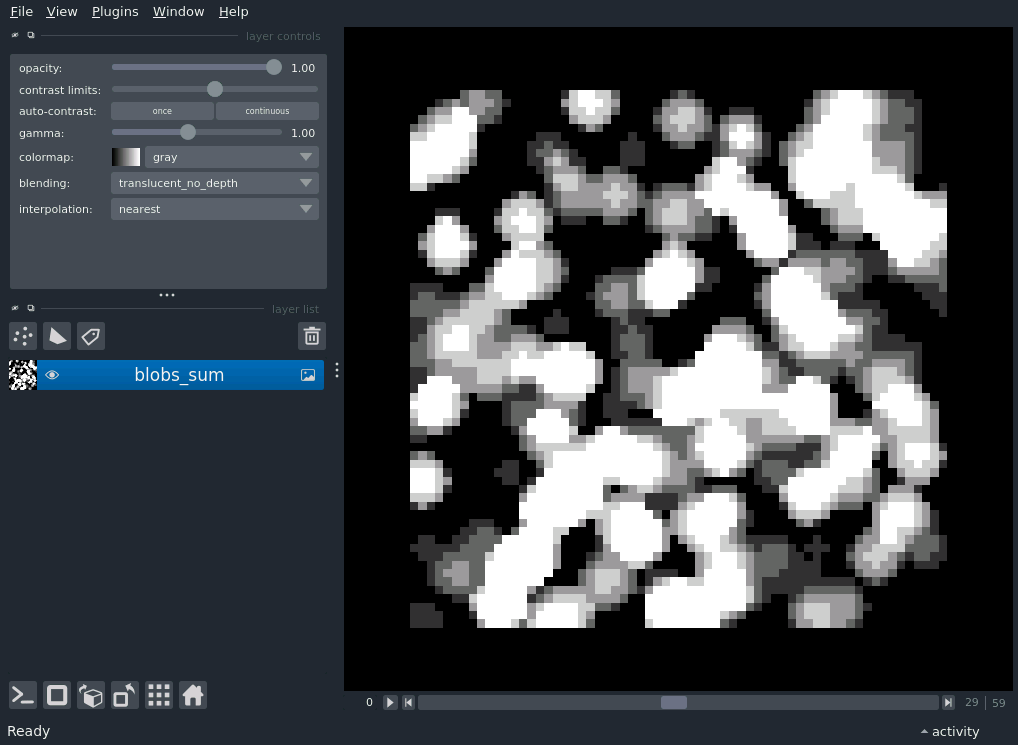 File View Plugins Window Help
layer controls
opacity: 1.00
contrast limits:
auto-contrast: once continuous
gamma: 1.00
colormap: gray
blending: translucent_no_depth
interpolation: nearest
layer list
blobs_sum
0 29 59
Ready activity